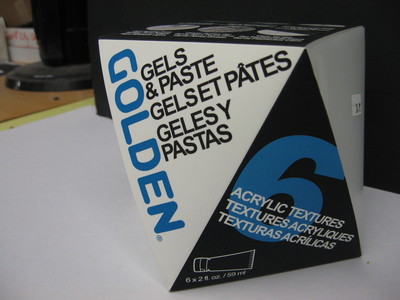 GOLDEN®
GELS
& PASTE
GELS ET PÂTES
GELES Y
PASTAS
6
ACRYLIC TEXTURES
TEXTURES ACRYLIQUES
TEXTURAS ACRÍLICAS
6 x 2 fl. oz. / 59 ml